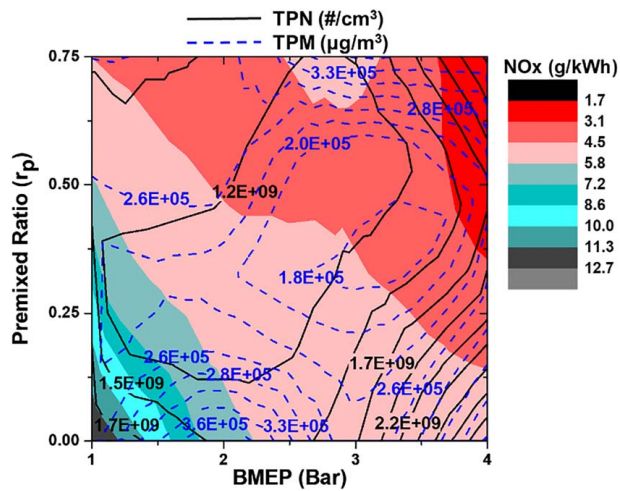 TPN (#/cm³)
TPM (µg/m³)
NOx (g/kWh)
1.7
3.1
4.5
5.8
7.2
8.6
10.0
11.3
12.7
Premixed Ratio (rp)
0.75
0.50
0.25
0.00
3.3E+05
2.8E+05
2.0E+05
2.6E+05
1.2E+09
1.8E+05
2.6E+05
2.8E+05
1.7E+09
1.5E+09
2.6E+05
1.7E+09
3.6E+05
3.3E+05
2.2E+09
1
2
3
4
BMEP (Bar)